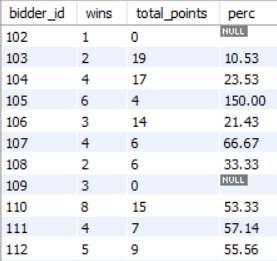 bidder_id wins total_points perc
102 1 0 NULL
103 2 19 10.53
104 4 17 23.53
105 6 4 150.00
106 3 14 21.43
107 4 6 66.67
108 2 6 33.33
109 3 0 NULL
110 8 15 53.33
111 4 7 57.14
112 5 9 55.56